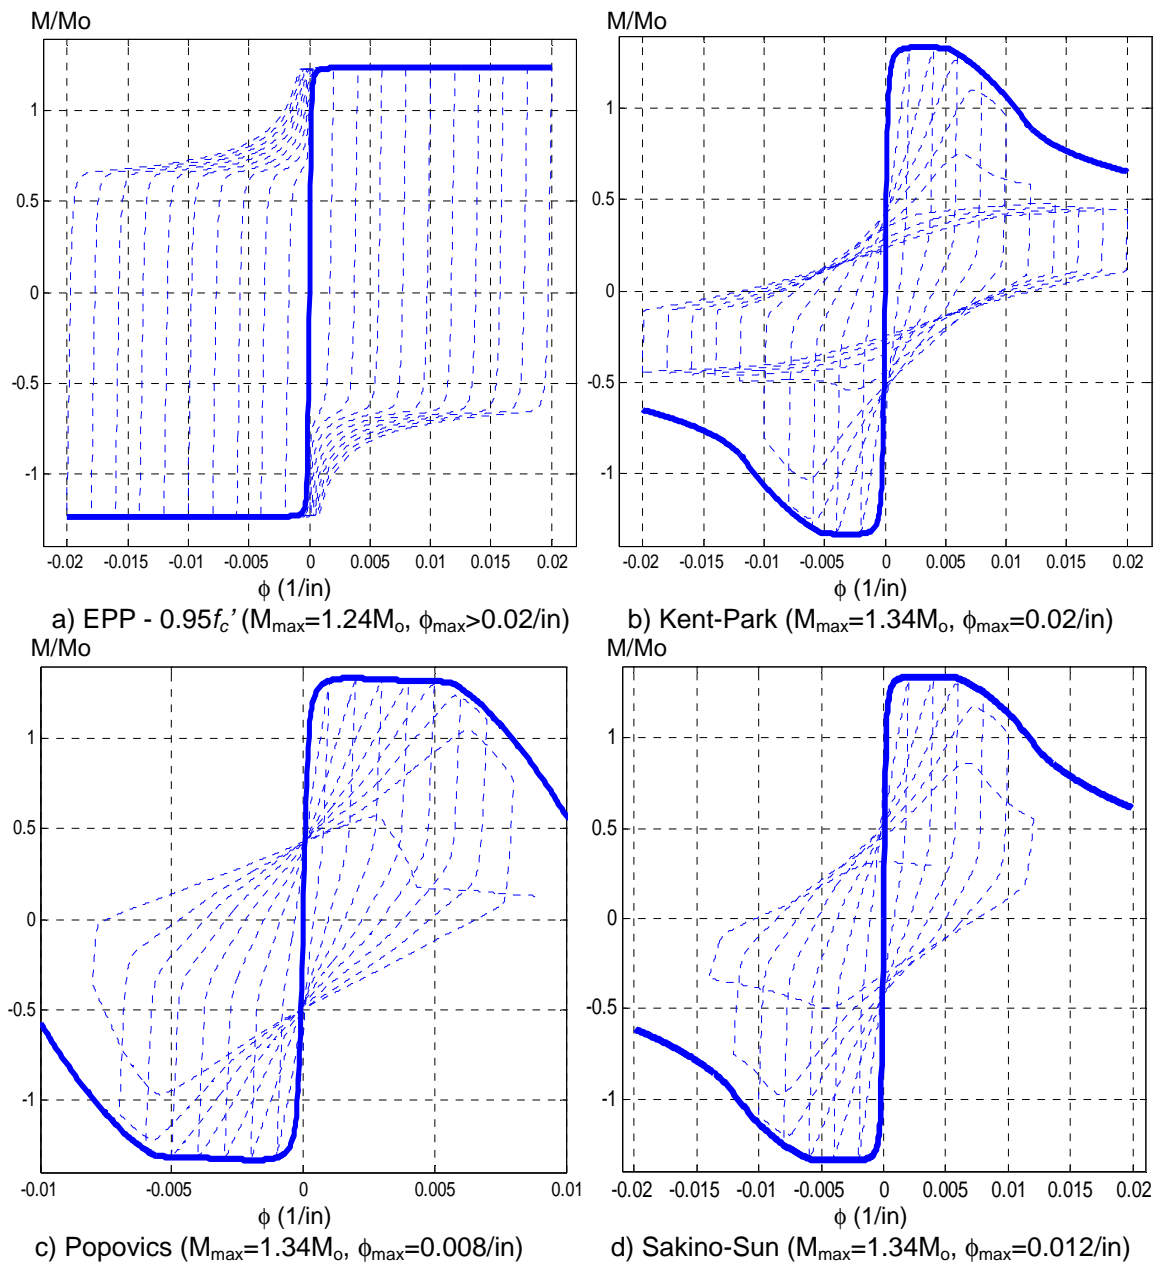 M/Mo
1
0.5
0
-0.5
-1
-0.02 -0.015 -0.01 -0.005 0 0.005 0.01 0.015 0.02
ϕ (1/in)
a) EPP - 0.95fc’ (Mmax=1.24Mo, ϕmax>0.02/in)
M/Mo
1
0.5
0
-0.5
-1
-0.02 -0.015 -0.01 -0.005 0 0.005 0.01 0.015 0.02
ϕ (1/in)
b) Kent-Park (Mmax=1.34Mo, ϕmax=0.02/in)
M/Mo
1
0.5
0
-0.5
-1
-0.01 -0.005 0 0.005 0.01
ϕ (1/in)
c) Popovics (Mmax=1.34Mo, ϕmax=0.008/in)
M/Mo
1
0.5
0
-0.5
-1
-0.02 -0.015 -0.01 -0.005 0 0.005 0.01 0.015 0.02
ϕ (1/in)
d) Sakino-Sun (Mmax=1.34Mo, ϕmax=0.012/in)